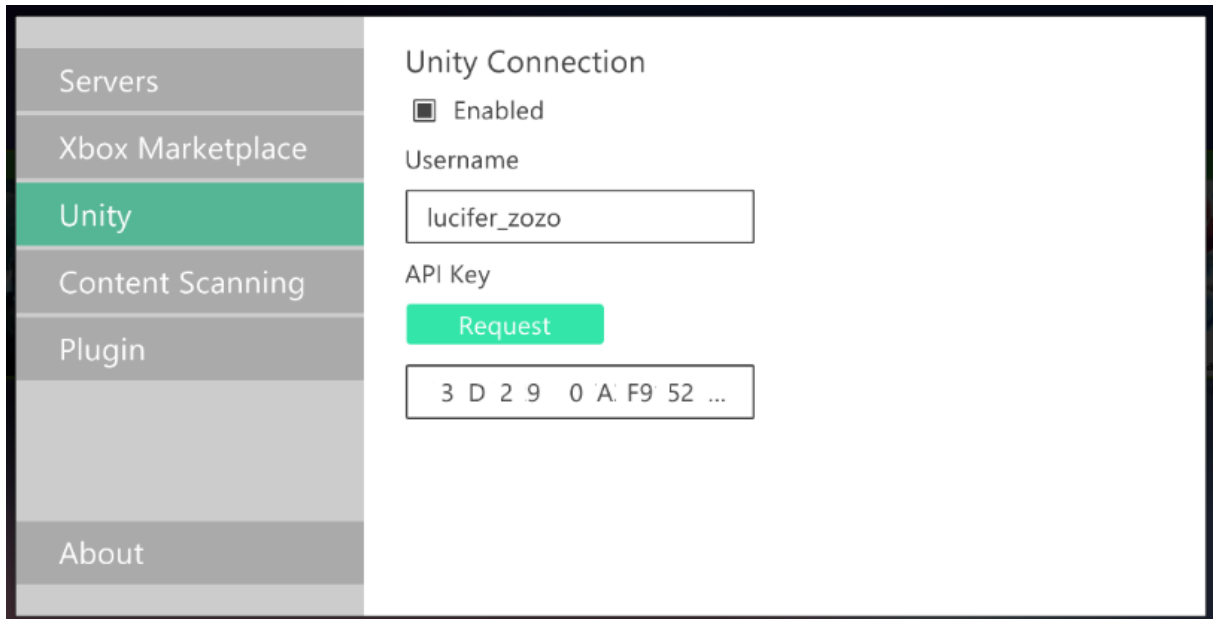 Servers
Xbox Marketplace
Unity
Content Scanning
Plugin
About
Unity Connection
Enabled
Username
lucifer_zozo
API Key
Request
3 D 2 9 0 A F9 52 ...